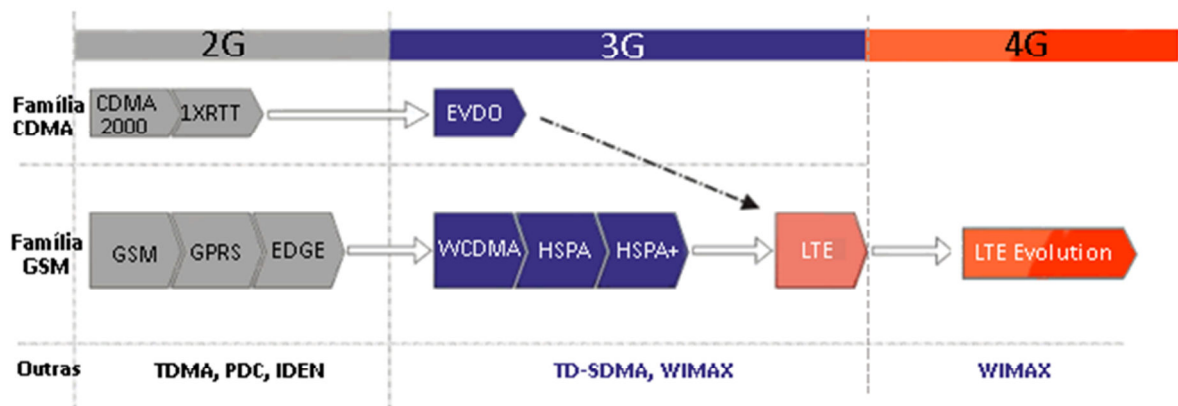 2G 3G 4G
Família
CDMA
CDMA
2000
1XRTT
EVDO
Família
GSM
GSM GPRS EDGE WCDMA HSPA HSPA+ LTE LTE Evolution
Outras TDMA, PDC, IDEN TD-SDMA, WIMAX WIMAX